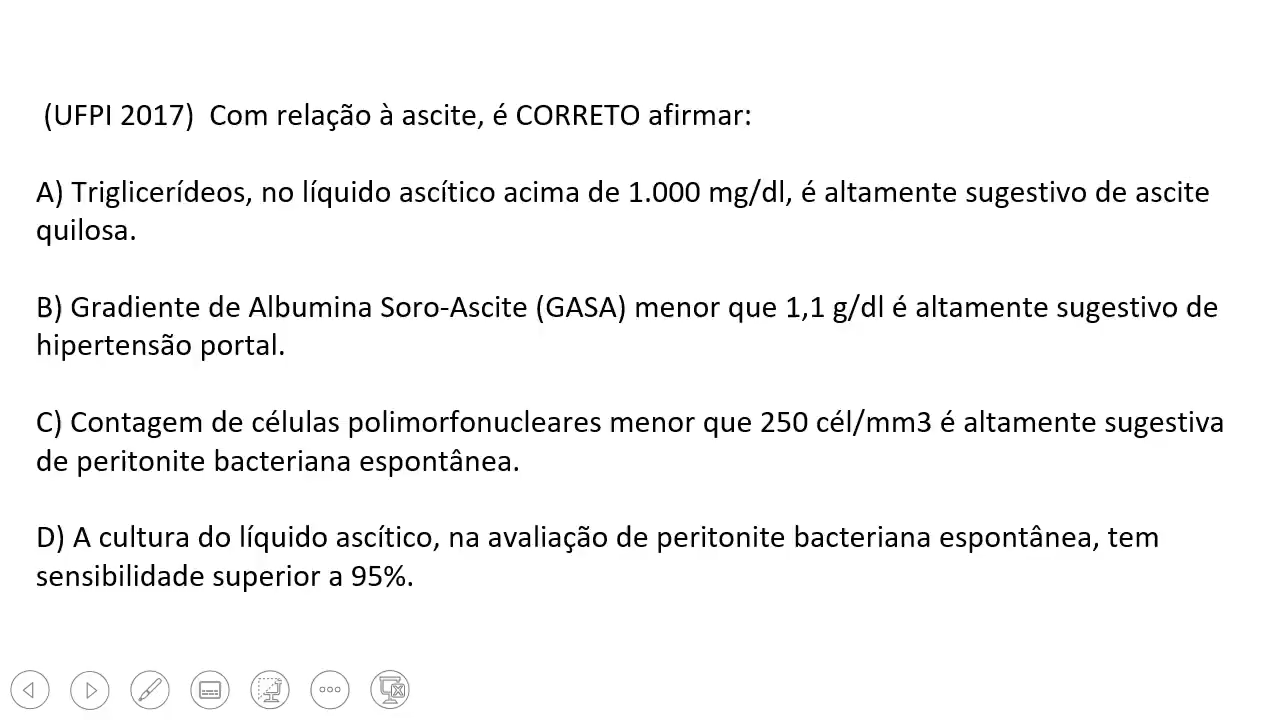 (UFPI 2017)  Com relação à ascite, é CORRETO afirmar:
A) Triglicerídeos, no líquido ascítico acima de 1.000 mg/dl, é altamente sugestivo de ascite
quilosa.
B) Gradiente de Albumina Soro-Ascite (GASA) menor que 1,1 g/dl é altamente sugestivo de
hipertensão portal.
C) Contagem de células polimorfonucleares menor que 250 cél/mm3 é altamente sugestiva
de peritonite bacteriana espontânea.
D) A cultura do líquido ascítico, na avaliação de peritonite bacteriana espontânea, tem
sensibilidade superior a 95%.